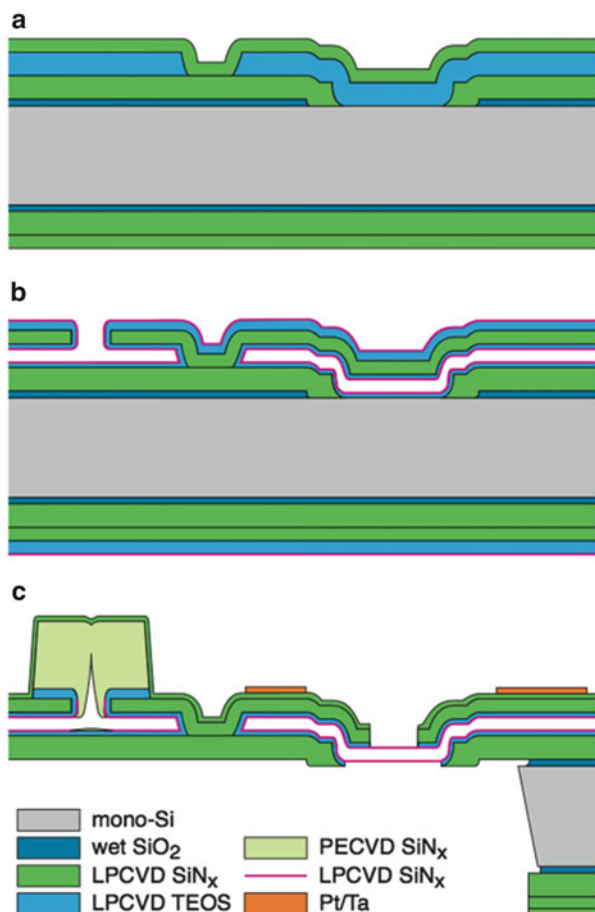 a
b
c
mono-Si
wet SiO₂
LPCVD SiNₓ
LPCVD TEOS
PECVD SiNₓ
LPCVD SiNₓ
Pt/Ta